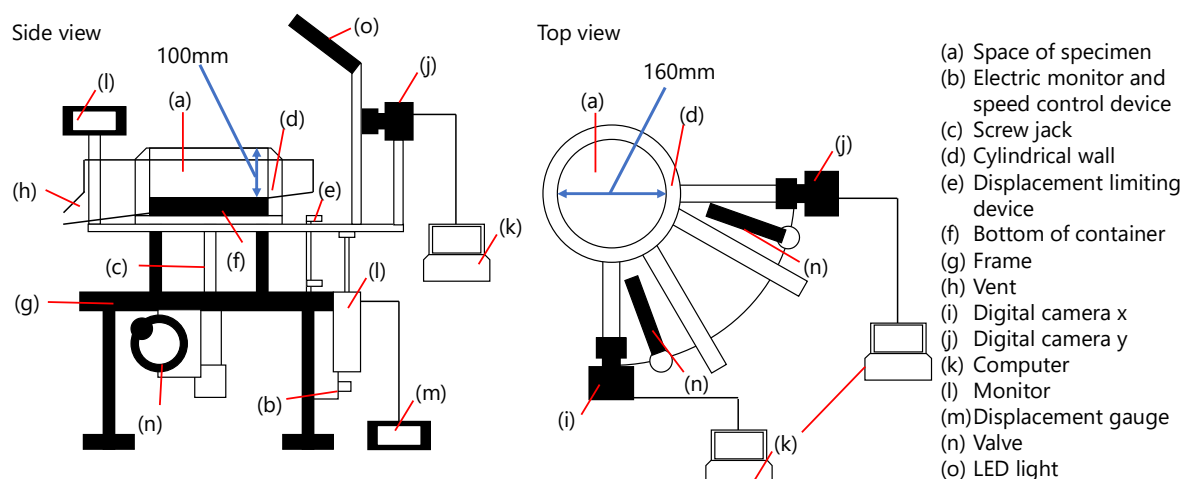 Side view
(o)
100mm
(l)
(a)
(j)
(d)
(h)
(e)
(k)
(c)
(f)
(l)
(g)
(n)
(b)
(m)
Top view
160mm
(a)
(d)
(j)
(n)
(n)
(i)
(k)
(a) Space of specimen
(b) Electric monitor and
speed control device
(c) Screw jack
(d) Cylindrical wall
(e) Displacement limiting
device
(f) Bottom of container
(g) Frame
(h) Vent
(i) Digital camera x
(j) Digital camera y
(k) Computer
(l) Monitor
(m)Displacement gauge
(n) Valve
(o) LED light